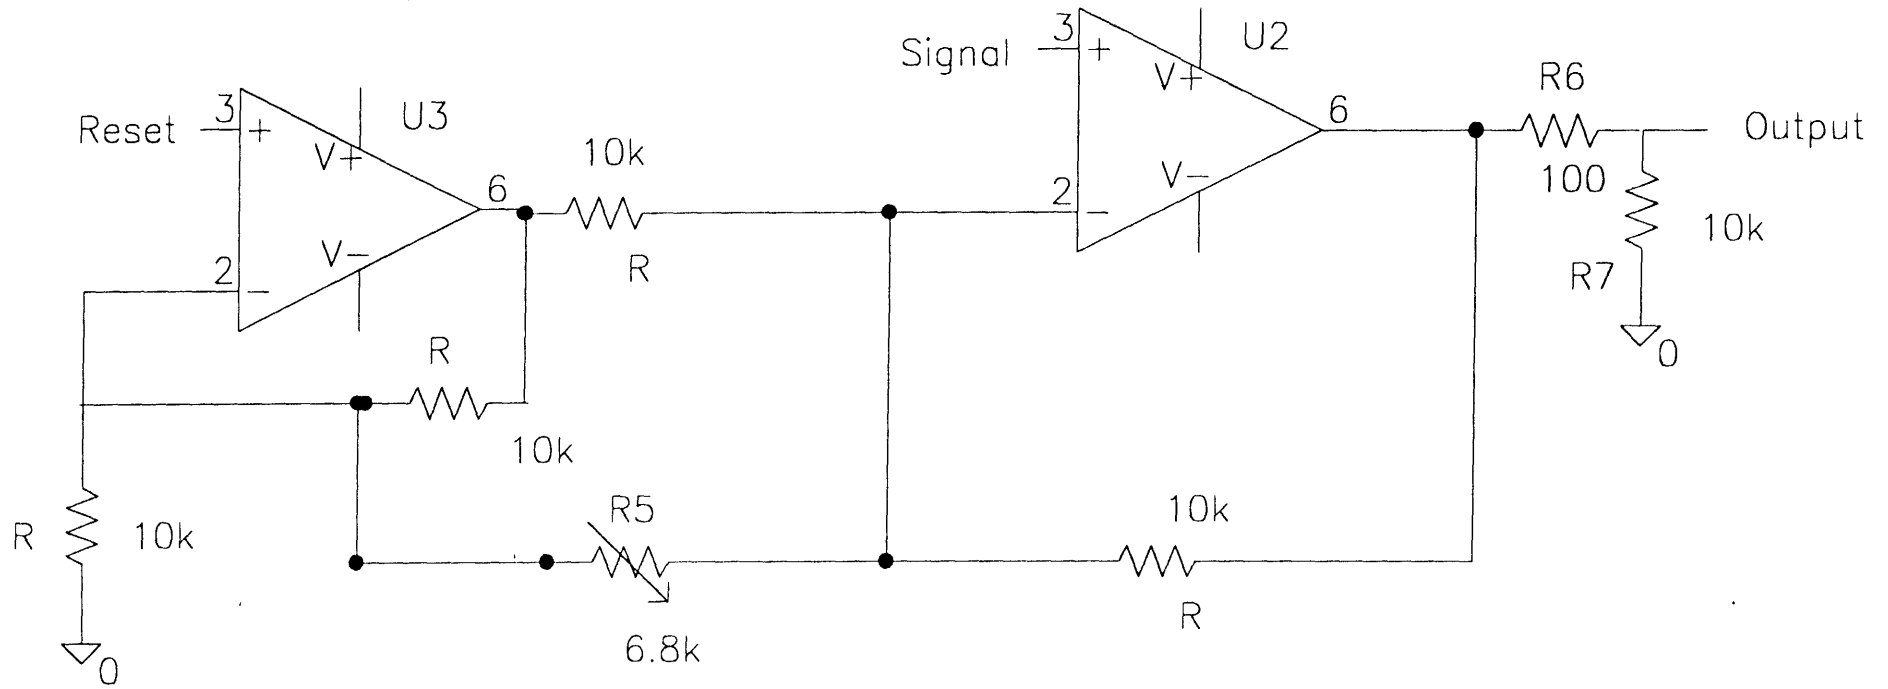 Signal
3
+
V+
U2
2
−
V−
6
R6
100
Output
10k
R7
0
Reset
3
+
V+
U3
2
−
V−
6
10k
R
R
10k
R
10k
0
R5
6.8k
10k
R